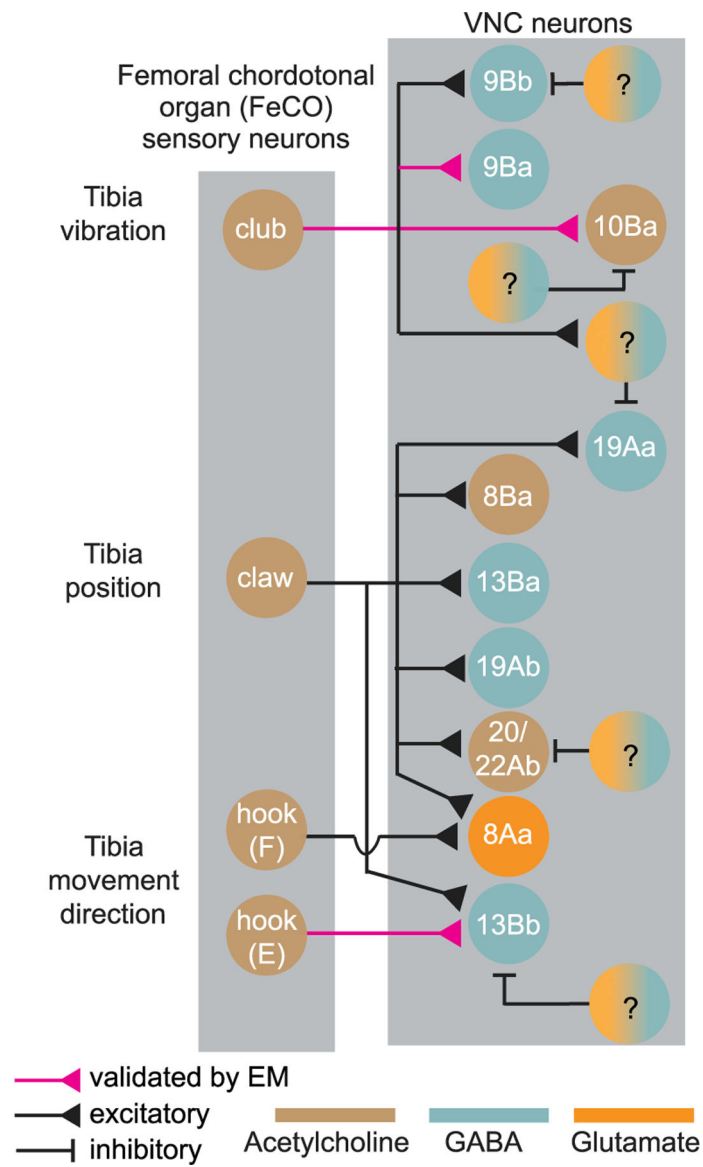 VNC neurons
Femoral chordotonal
organ (FeCO)
sensory neurons
9Bb
?
9Ba
Tibia
vibration
club
10Ba
?
?
19Aa
8Ba
Tibia
position
claw
13Ba
19Ab
20/
22Ab
?
hook
(F)
8Aa
Tibia
movement
direction
hook
(E)
13Bb
?
validated by EM
excitatory
inhibitory
Acetylcholine
GABA
Glutamate